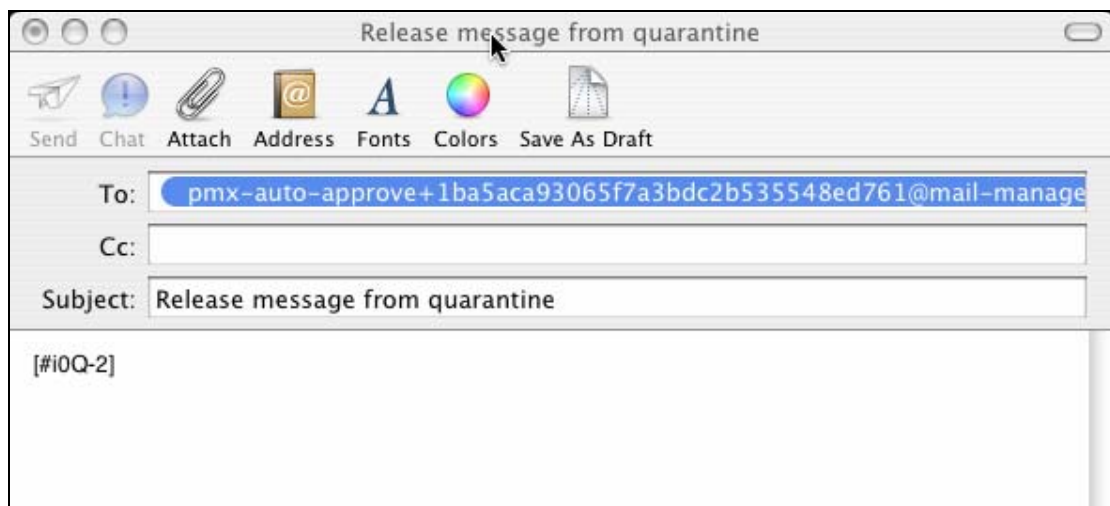 Release message from quarantine
Send Chat Attach Address Fonts Colors Save As Draft
To: pmx-auto-approve+1ba5aca93065f7a3bdc2b535548ed761@mail-manage
Cc:
Subject: Release message from quarantine
[#i0Q-2]